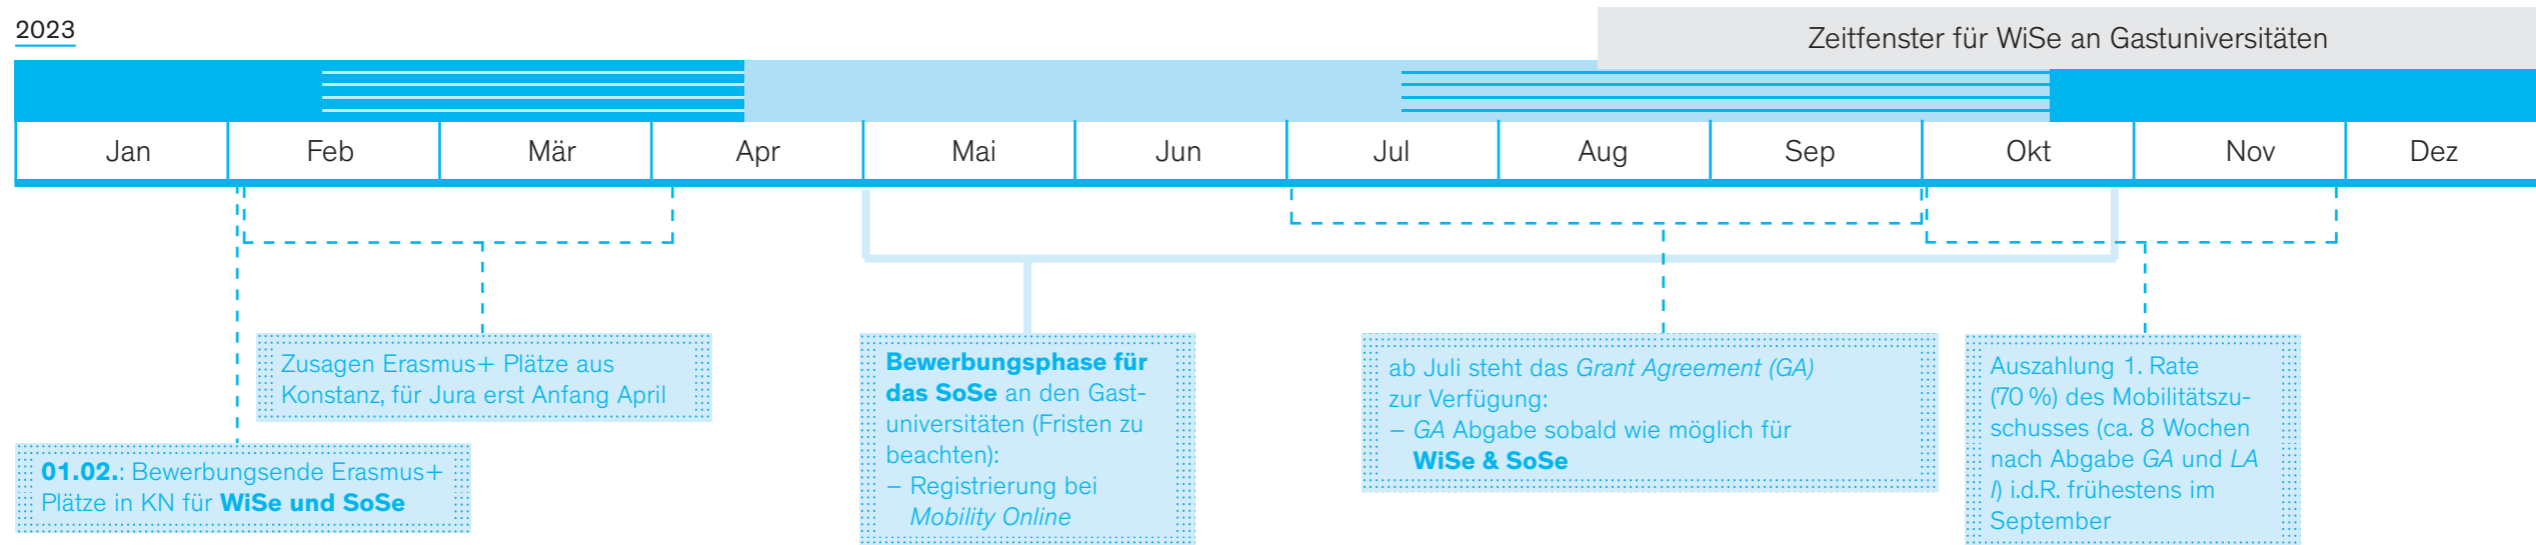 2023
Zeitfenster für WiSe an Gastuniversitäten
Jan
Feb
Mär
Apr
Mai
Jun
Jul
Aug
Sep
Okt
Nov
Dez
Zusagen Erasmus+ Plätze aus
Konstanz, für Jura erst Anfang April
01.02.: Bewerbungsende Erasmus+
Plätze in KN für WiSe und SoSe
Bewerbungsphase für
das SoSe an den Gast-
universitäten (Fristen zu
beachten):
– Registrierung bei
Mobility Online
ab Juli steht das Grant Agreement (GA)
zur Verfügung:
– GA Abgabe sobald wie möglich für
WiSe & SoSe
Auszahlung 1. Rate
(70 %) des Mobilitätszu-
schusses (ca. 8 Wochen
nach Abgabe GA und LA
I) i.d.R. frühestens im
September